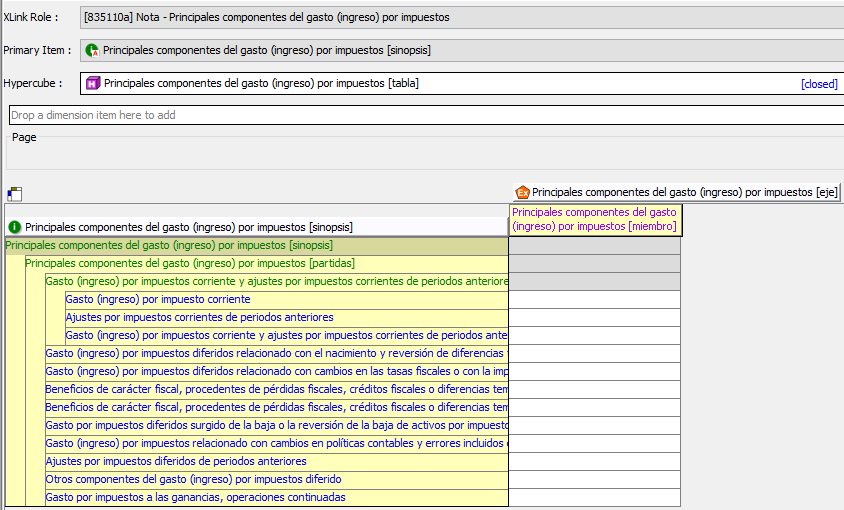 XLink Role : [835110a] Nota - Principales componentes del gasto (ingreso) por impuestos
Primary Item : Principales componentes del gasto (ingreso) por impuestos [sinopsis]
Hypercube : H Principales componentes del gasto (ingreso) por impuestos [tabla] [closed]
Drop a dimension item here to add
Page
Ex Principales componentes del gasto (ingreso) por impuestos [eje]
Principales componentes del gasto
(ingreso) por impuestos [miembro]
Principales componentes del gasto (ingreso) por impuestos [sinopsis]
Principales componentes del gasto (ingreso) por impuestos [sinopsis]
Principales componentes del gasto (ingreso) por impuestos [partidas]
Gasto (ingreso) por impuestos corriente y ajustes por impuestos corrientes de periodos anteriore
Gasto (ingreso) por impuesto corriente
Ajustes por impuestos corrientes de periodos anteriores
Gasto (ingreso) por impuestos corriente y ajustes por impuestos corrientes de periodos ante
Gasto (ingreso) por impuestos diferidos relacionado con el nacimiento y reversión de diferencias
Gasto (ingreso) por impuestos diferidos relacionado con cambios en las tasas fiscales o con la imp
Beneficios de carácter fiscal, procedentes de pérdidas fiscales, créditos fiscales o diferencias tem
Beneficios de carácter fiscal, procedentes de pérdidas fiscales, créditos fiscales o diferencias tem
Gasto por impuestos diferidos surgido de la baja o la reversión de la baja de activos por impuesto
Gasto (ingreso) por impuestos relacionado con cambios en políticas contables y errores incluidos
Ajustes por impuestos diferidos de periodos anteriores
Otros componentes del gasto (ingreso) por impuesto diferido
Gasto por impuestos a las ganancias, operaciones continuadas